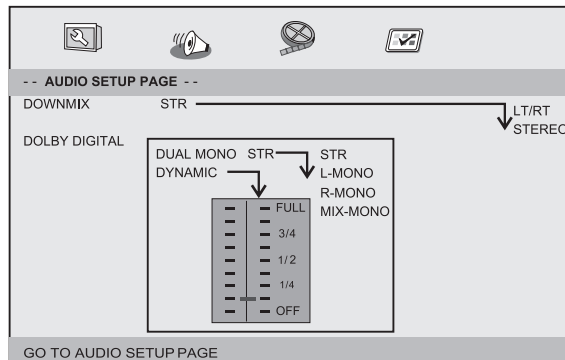 - - AUDIO SETUP PAGE - -
DOWNMIX STR LT/RT
STEREO
DOLBY DIGITAL
DUAL MONO STR STR
DYNAMIC L-MONO
R-MONO
FULL MIX-MONO
3/4
1/2
1/4
OFF
GO TO AUDIO SETUP PAGE